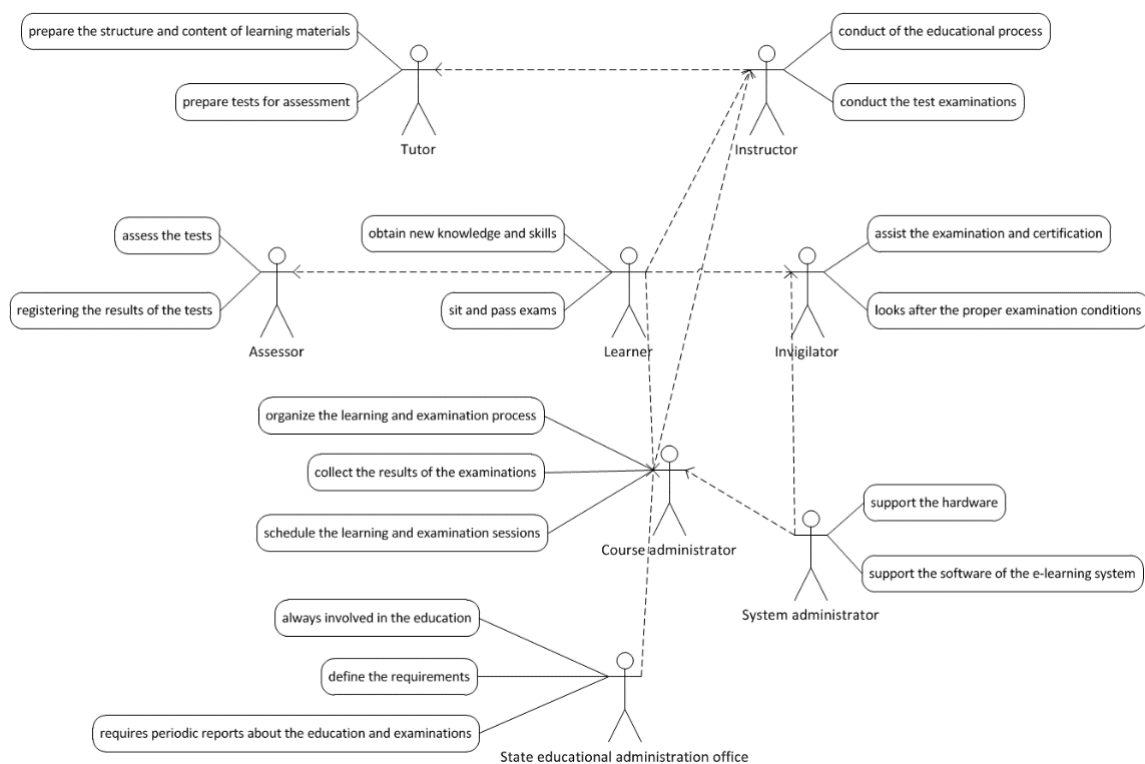 prepare the structure and content of learning materials
conduct of the educational process
prepare tests for assessment
conduct the test examinations
Tutor
Instructor
assess the tests
obtain new knowledge and skills
assist the examination and certification
registering the results of the tests
sit and pass exams
looks after the proper examination conditions
Assessor
Learner
Invigilator
organize the learning and examination process
collect the results of the examinations
schedule the learning and examination sessions
support the hardware
Course administrator
support the software of the e-learning system
System administrator
always involved in the education
define the requirements
requires periodic reports about the education and examinations
State educational administration office